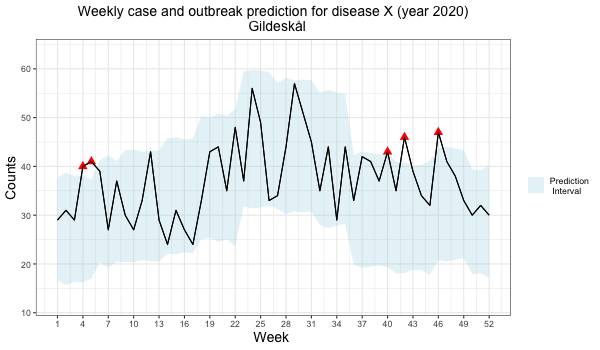 Weekly case and outbreak prediction for disease X (year 2020)
Gildeskål
60
50
40
30
20
10
Counts
1 4 7 10 13 16 19 22 25 28 31 34 37 40 43 46 49 52
Week
Prediction
Interval